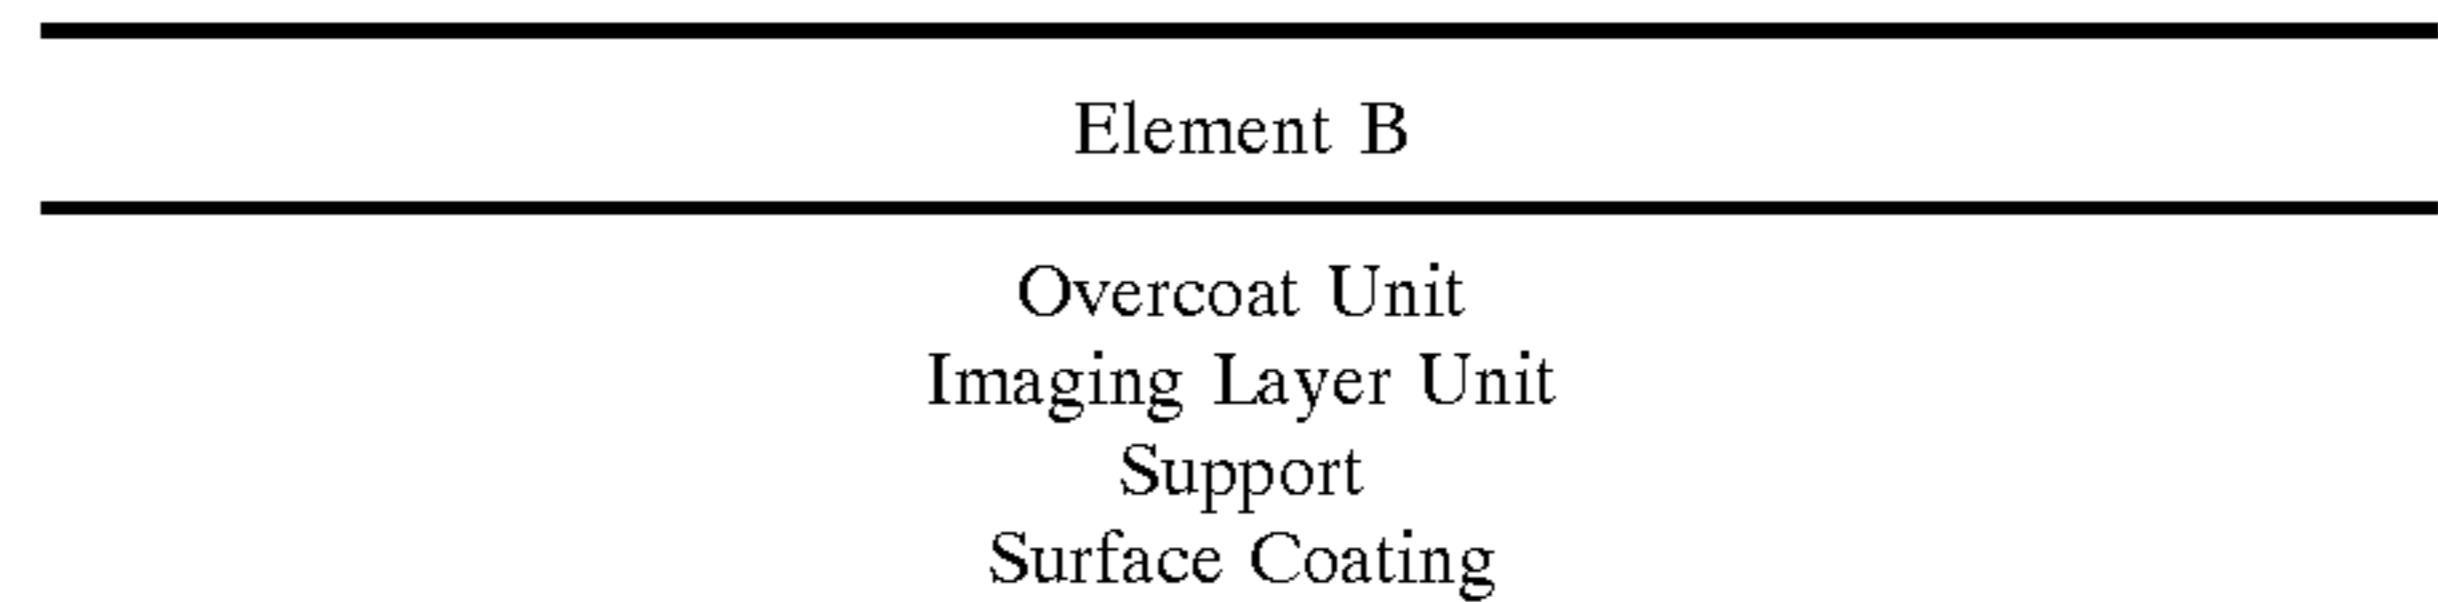 Element B
Overcoat Unit
Imaging Layer Unit
Support
Surface Coating